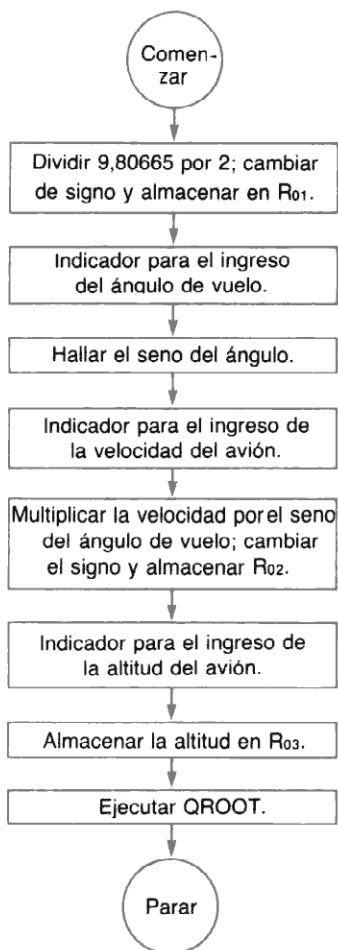 Comen-
zar
Dividir 9,80665 por 2; cambiar
de signo y almacenar en R01.
Indicador para el ingreso
del ángulo de vuelo.
Hallar el seno del ángulo.
Indicador para el ingreso de
la velocidad del avión.
Multiplicar la velocidad por el seno
del ángulo de vuelo; cambiar
el signo y almacenar R02.
Indicador para el ingreso de
la altitud del avión.
Almacenar la altitud en R03.
Ejecutar QROOT.
Parar